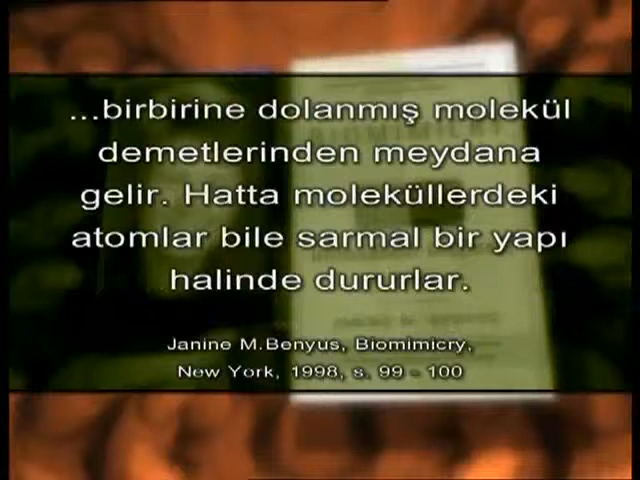 ...birbirine dolanmış molekül
demetlerinden meydana
gelir. Hatta moleküllerdeki
atomlar bile sarmal bir yapı
halinde dururlar.
Janine M.Benyus, Biomimicry,
New York, 1998, s. 99 - 100